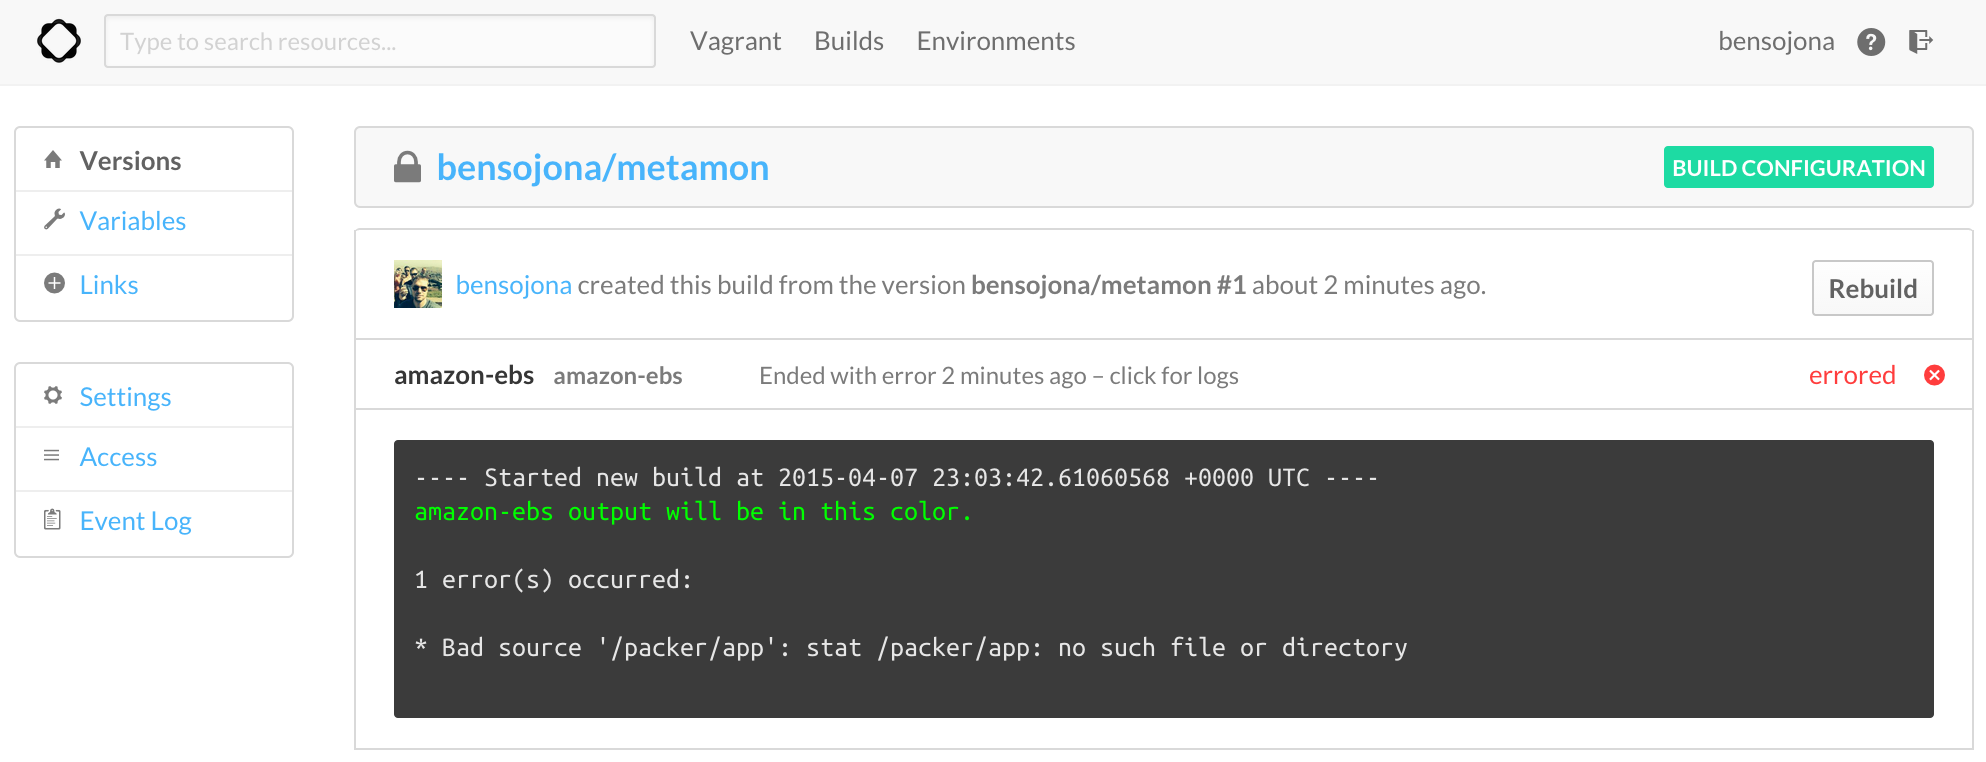 Type to search resources...
Vagrant Builds Environments
bensojona ?
Versions
Variables
Links
Settings
Access
Event Log
bensojona/metamon
BUILD CONFIGURATION
bensojona created this build from the version bensojona/metamon #1 about 2 minutes ago.
Rebuild
amazon-ebs amazon-ebs Ended with error 2 minutes ago – click for logs errored
---- Started new build at 2015-04-07 23:03:42.61060568 +0000 UTC ----
amazon-ebs output will be in this color.
1 error(s) occurred:
* Bad source '/packer/app': stat /packer/app: no such file or directory